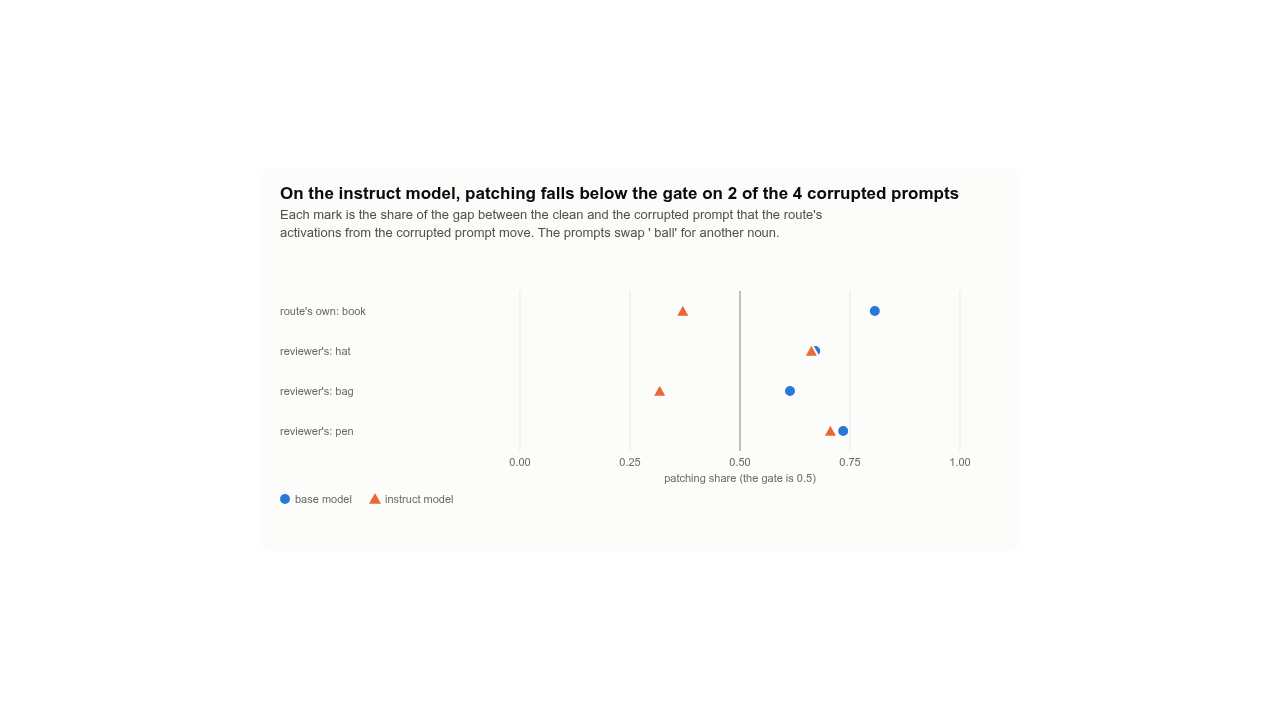 On the instruct model, patching falls below the gate on 2 of the 4 corrupted prompts
Each mark is the share of the gap between the clean and the corrupted prompt that the route's
activations from the corrupted prompt move. The prompts swap ' ball' for another noun.
route's own: book
reviewer's: hat
reviewer's: bag
reviewer's: pen
0.00 0.25 0.50 0.75 1.00
patching share (the gate is 0.5)
base model instruct model